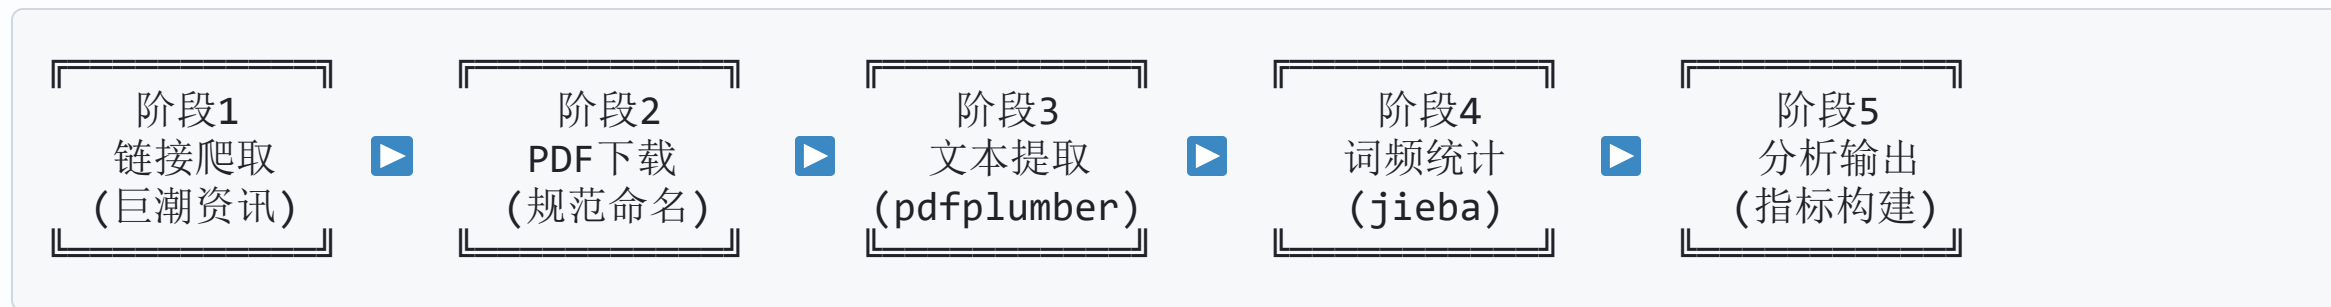 阶段1
链接爬取
(巨潮资讯)
阶段2
PDF下载
(规范命名)
阶段3
文本提取
(pdfplumber)
阶段4
词频统计
(jieba)
阶段5
分析输出
(指标构建)